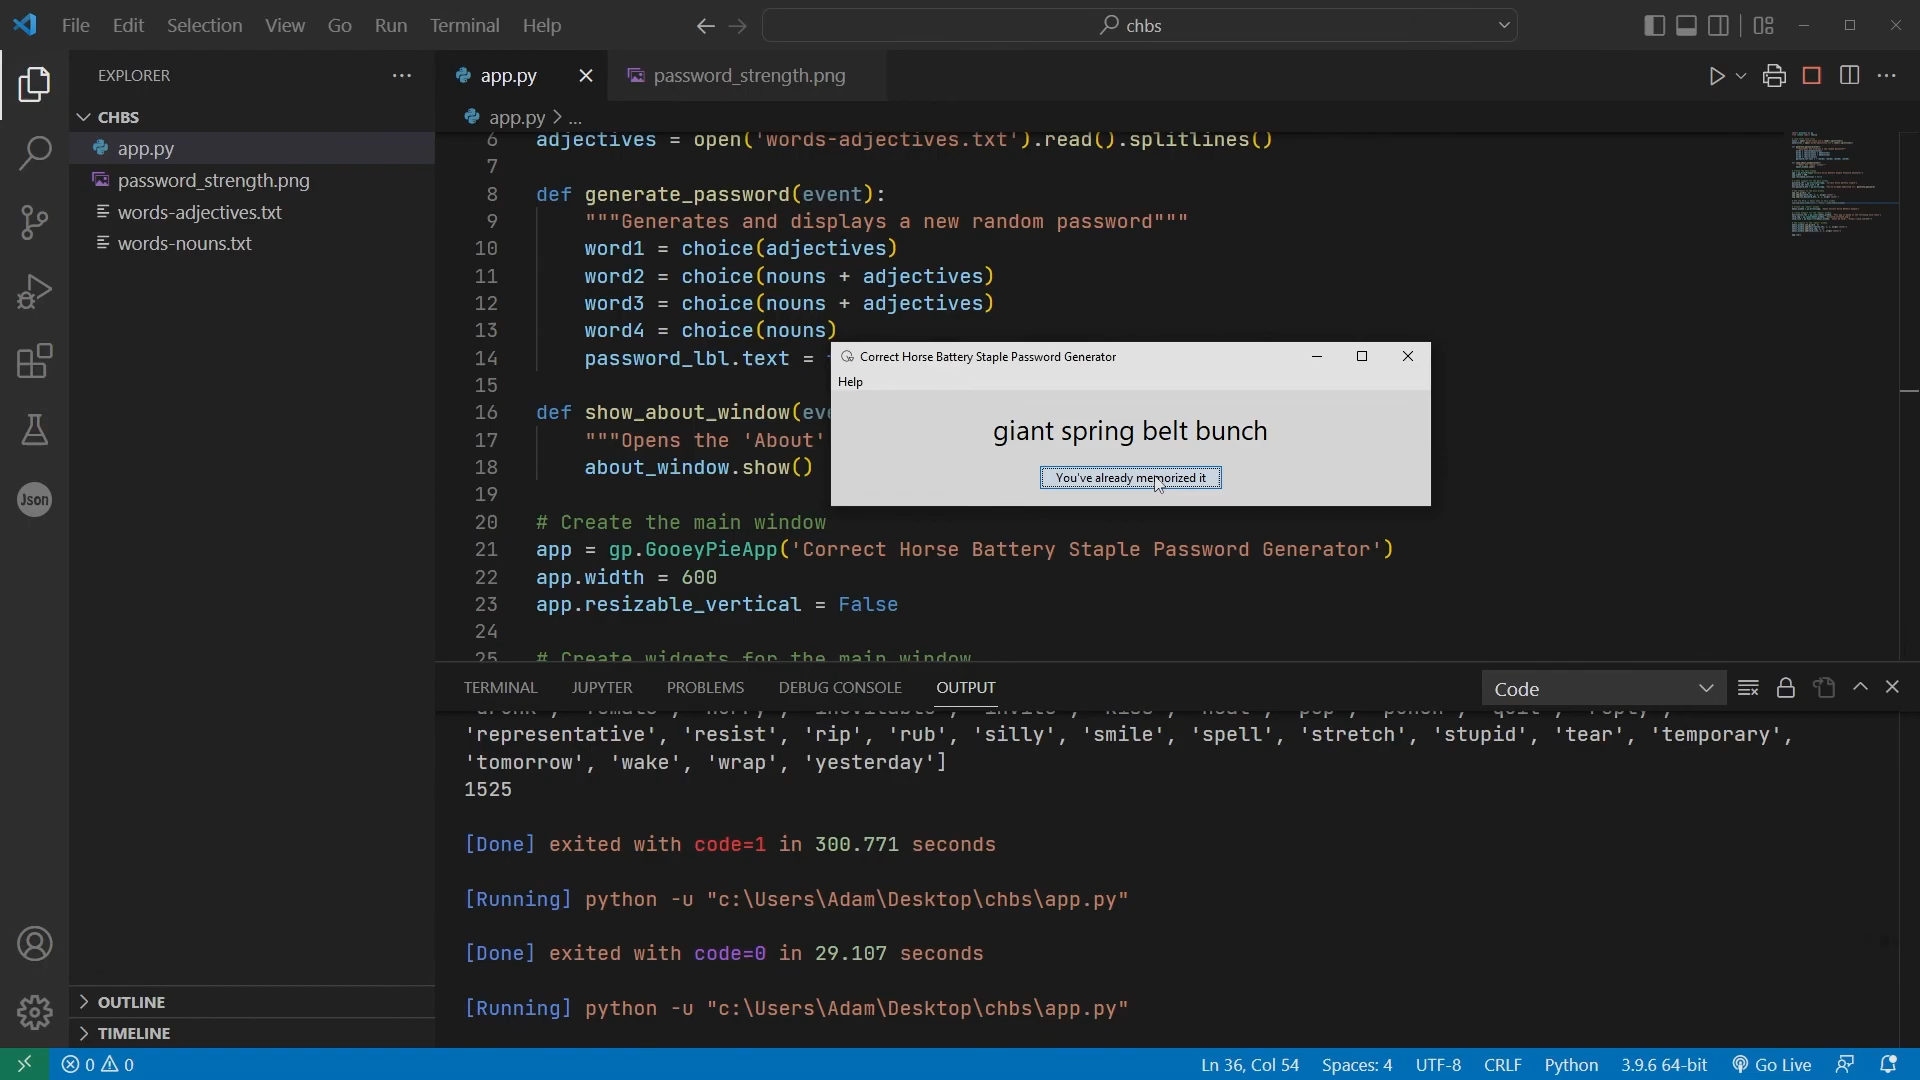 File Edit Selection View Go Run Terminal Help
chbs
EXPLORER
CHBS
app.py
password_strength.png
words-adjectives.txt
words-nouns.txt
OUTLINE
TIMELINE
app.py
password_strength.png
app.py > ...
6 adjectives = open('words-adjectives.txt').read().splitlines()
7
8 def generate_password(event):
9 """Generates and displays a new random password"""
10 word1 = choice(adjectives)
11 word2 = choice(nouns + adjectives)
12 word3 = choice(nouns + adjectives)
13 word4 = choice(nouns)
14 password_lbl.text =
15
16 def show_about_window(eve
17 """Opens the 'About'
18 about_window.show()
19
20 # Create the main window
21 app = gp.GooeyPieApp('Correct Horse Battery Staple Password Generator')
22 app.width = 600
23 app.resizable_vertical = False
24
25 # Create widgets for the main window
Correct Horse Battery Staple Password Generator
Help
giant spring belt bunch
You've already memorized it
TERMINAL JUPYTER PROBLEMS DEBUG CONSOLE OUTPUT
Code
'representative', 'resist', 'rip', 'rub', 'silly', 'smile', 'spell', 'stretch', 'stupid', 'tear', 'temporary',
'tomorrow', 'wake', 'wrap', 'yesterday']
1525
[Done] exited with code=1 in 300.771 seconds
[Running] python -u "c:\Users\Adam\Desktop\chbs\app.py"
[Done] exited with code=0 in 29.107 seconds
[Running] python -u "c:\Users\Adam\Desktop\chbs\app.py"
Json
0 0
Ln 36, Col 54 Spaces: 4 UTF-8 CRLF Python 3.9.6 64-bit Go Live